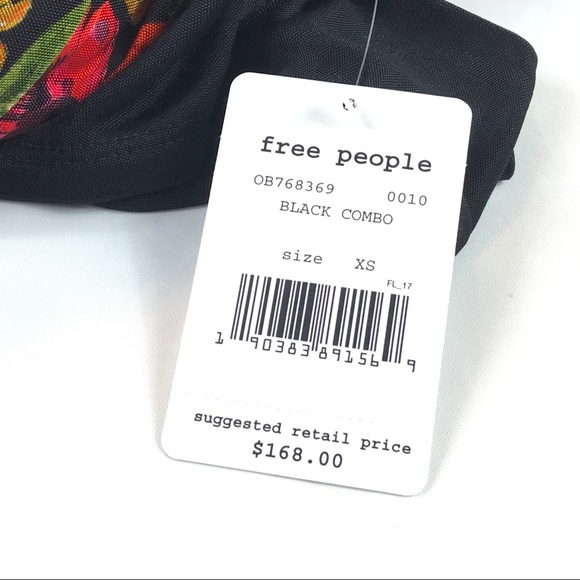 free people
OB768369 0010
BLACK COMBO
size XS
FL_17
1 90383 89156 9
suggested retail price
$168.00